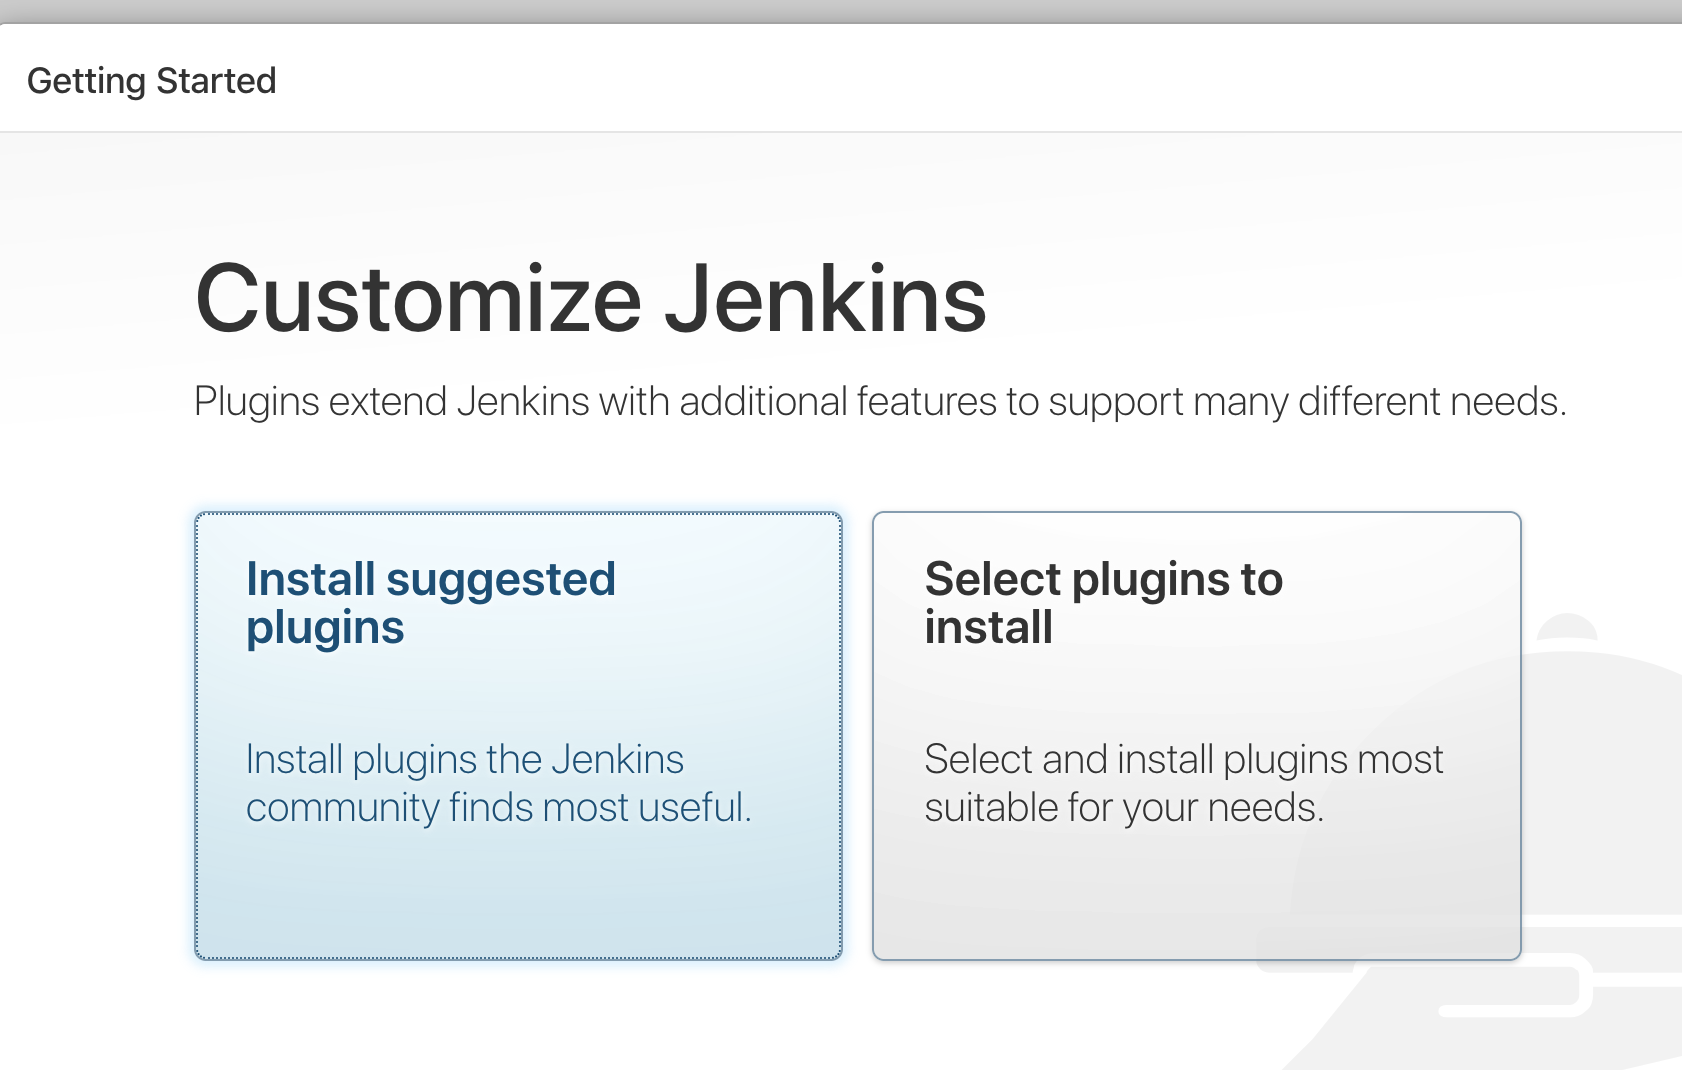 Getting Started
Customize Jenkins
Plugins extend Jenkins with additional features to support many different needs.
Install suggested
plugins
Install plugins the Jenkins
community finds most useful.
Select plugins to
install
Select and install plugins most
suitable for your needs.